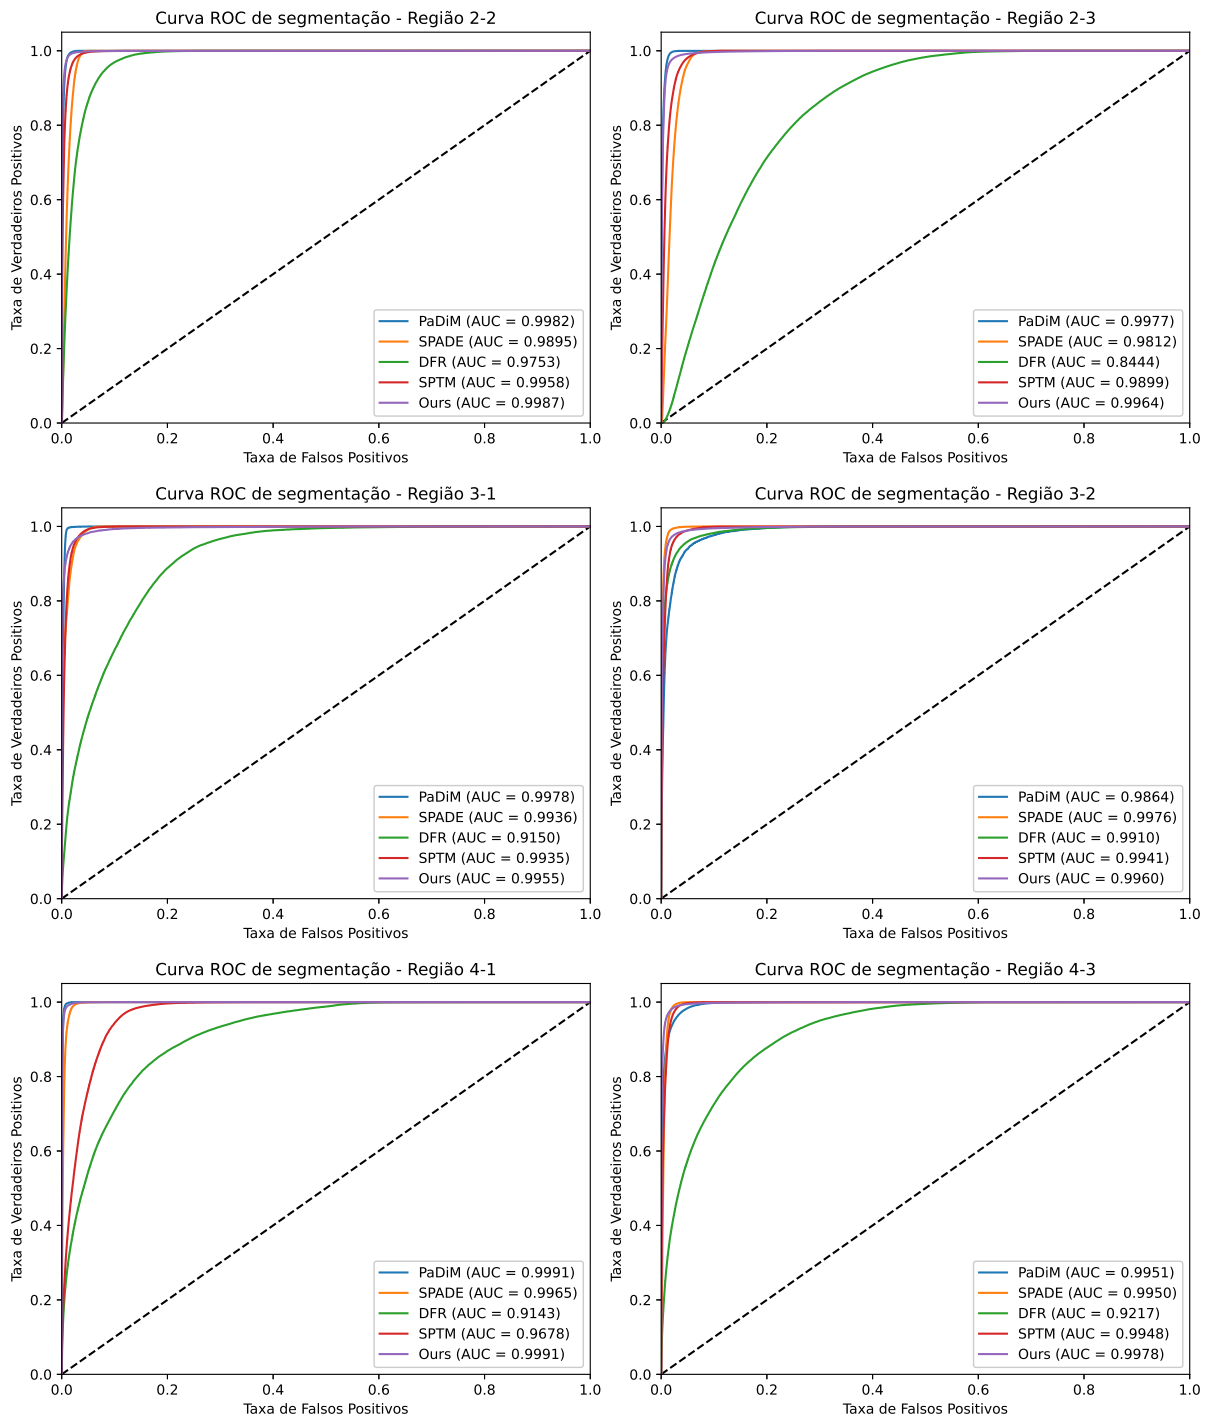 Curva ROC de segmentação - Região 2-2
Taxa de Verdadeiros Positivos
1.0
0.8
0.6
0.4
0.2
0.0
PaDiM (AUC = 0.9982)
SPADE (AUC = 0.9895)
DFR (AUC = 0.9753)
SPTM (AUC = 0.9958)
Ours (AUC = 0.9987)
0.0 0.2 0.4 0.6 0.8 1.0
Taxa de Falsos Positivos
Curva ROC de segmentação - Região 2-3
Taxa de Verdadeiros Positivos
1.0
0.8
0.6
0.4
0.2
0.0
PaDiM (AUC = 0.9977)
SPADE (AUC = 0.9812)
DFR (AUC = 0.8444)
SPTM (AUC = 0.9899)
Ours (AUC = 0.9964)
0.0 0.2 0.4 0.6 0.8 1.0
Taxa de Falsos Positivos
Curva ROC de segmentação - Região 3-1
Taxa de Verdadeiros Positivos
1.0
0.8
0.6
0.4
0.2
0.0
PaDiM (AUC = 0.9978)
SPADE (AUC = 0.9936)
DFR (AUC = 0.9150)
SPTM (AUC = 0.9935)
Ours (AUC = 0.9955)
0.0 0.2 0.4 0.6 0.8 1.0
Taxa de Falsos Positivos
Curva ROC de segmentação - Região 3-2
Taxa de Verdadeiros Positivos
1.0
0.8
0.6
0.4
0.2
0.0
PaDiM (AUC = 0.9864)
SPADE (AUC = 0.9976)
DFR (AUC = 0.9910)
SPTM (AUC = 0.9941)
Ours (AUC = 0.9960)
0.0 0.2 0.4 0.6 0.8 1.0
Taxa de Falsos Positivos
Curva ROC de segmentação - Região 4-1
Taxa de Verdadeiros Positivos
1.0
0.8
0.6
0.4
0.2
0.0
PaDiM (AUC = 0.9991)
SPADE (AUC = 0.9965)
DFR (AUC = 0.9143)
SPTM (AUC = 0.9678)
Ours (AUC = 0.9991)
0.0 0.2 0.4 0.6 0.8 1.0
Taxa de Falsos Positivos
Curva ROC de segmentação - Região 4-3
Taxa de Verdadeiros Positivos
1.0
0.8
0.6
0.4
0.2
0.0
PaDiM (AUC = 0.9951)
SPADE (AUC = 0.9950)
DFR (AUC = 0.9217)
SPTM (AUC = 0.9948)
Ours (AUC = 0.9978)
0.0 0.2 0.4 0.6 0.8 1.0
Taxa de Falsos Positivos